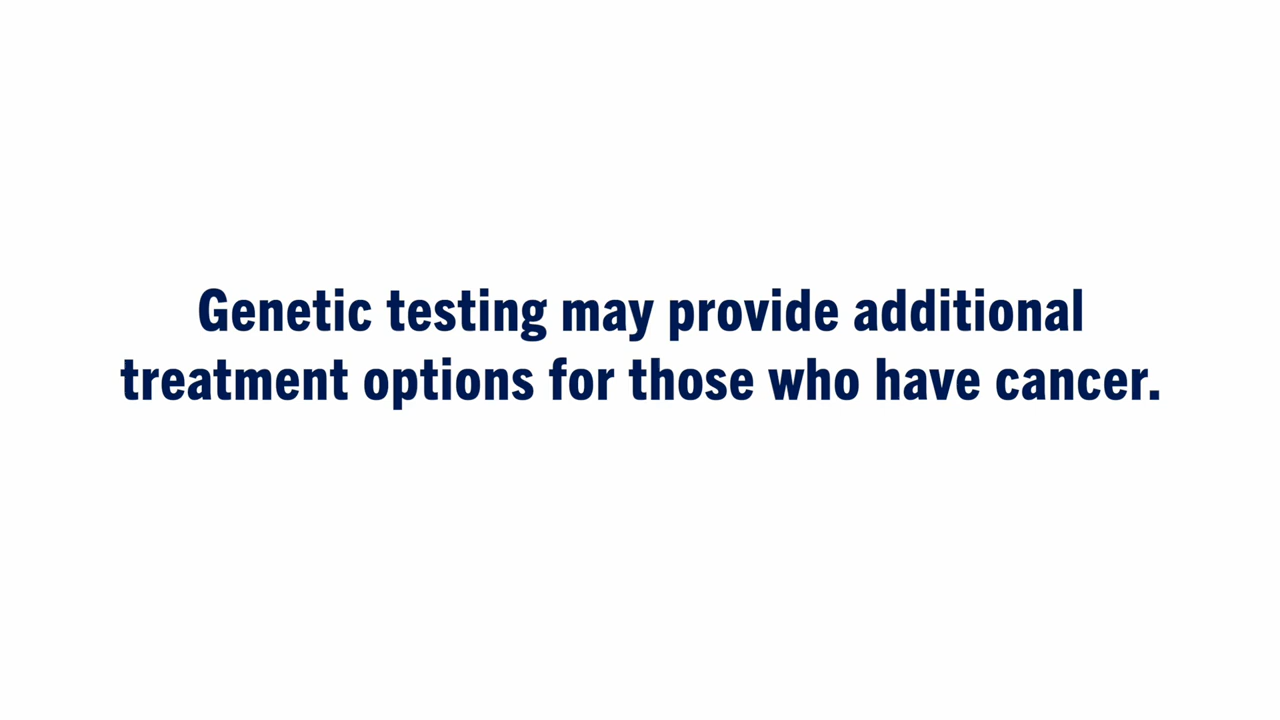 Genetic testing may provide additional
treatment options for those who have cancer.